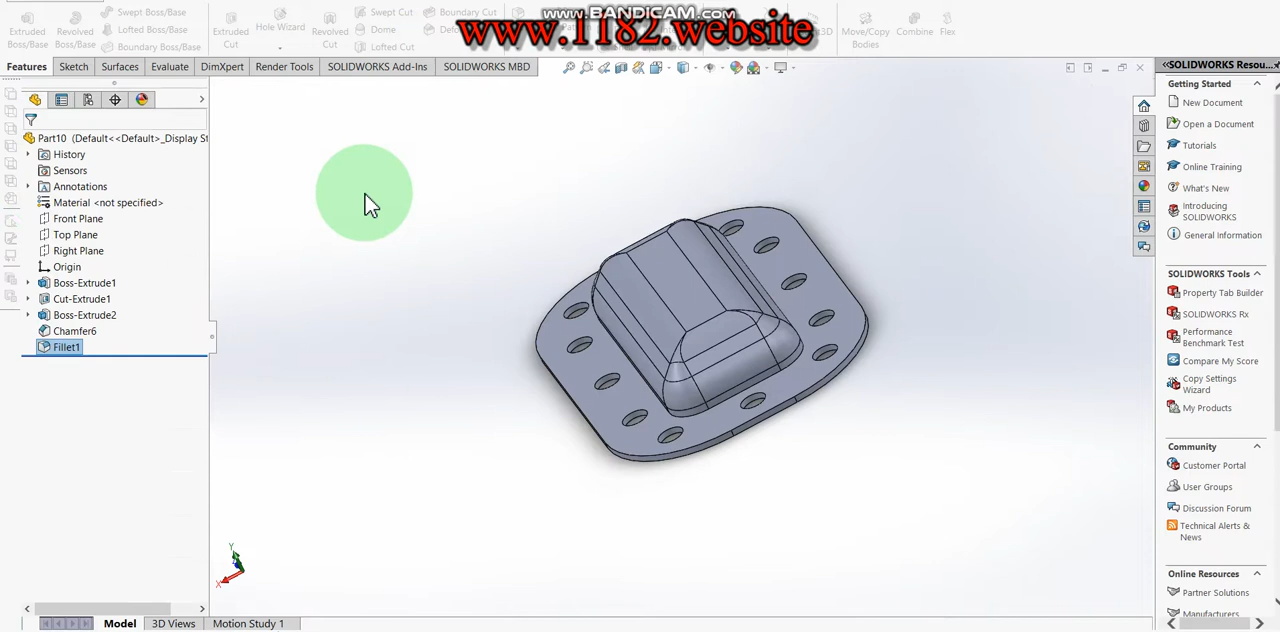 www.BANDICAM.com
www.1182.website
Extruded Boss/Base
Revolved Boss/Base
Swept Boss/Base
Lofted Boss/Base
Boundary Boss/Base
Extruded Cut
Hole Wizard
Revolved Cut
Swept Cut
Dome
Lofted Cut
Boundary Cut
Move/Copy Bodies
Combine
Flex
Features
Sketch
Surfaces
Evaluate
DimXpert
Render Tools
SOLIDWORKS Add-Ins
SOLIDWORKS MBD
Part10 (Default<<Default>_Display St
History
Sensors
Annotations
Material <not specified>
Front Plane
Top Plane
Right Plane
Origin
Boss-Extrude1
Cut-Extrude1
Boss-Extrude2
Chamfer6
Fillet1
Y
X
Model
3D Views
Motion Study 1
SOLIDWORKS Resou...
Getting Started
New Document
Open a Document
Tutorials
Online Training
What's New
Introducing
SOLIDWORKS
General Information
SOLIDWORKS Tools
Property Tab Builder
SOLIDWORKS Rx
Performance
Benchmark Test
Compare My Score
Copy Settings
Wizard
My Products
Community
Customer Portal
User Groups
Discussion Forum
Technical Alerts &
News
Online Resources
Partner Solutions
Manufacturers